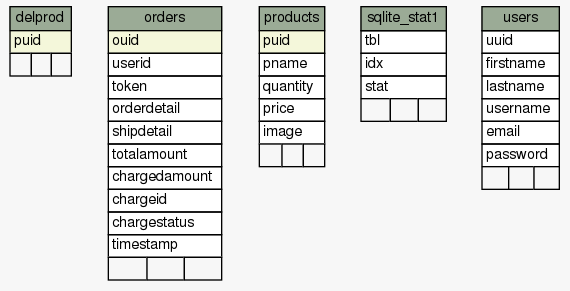 delprod
puid
orders
ouid
userid
token
orderdetail
shipdetail
totalamount
chargedamount
chargeid
chargestatus
timestamp
products
puid
pname
quantity
price
image
sqlite_stat1
tbl
idx
stat
users
uuid
firstname
lastname
username
email
password